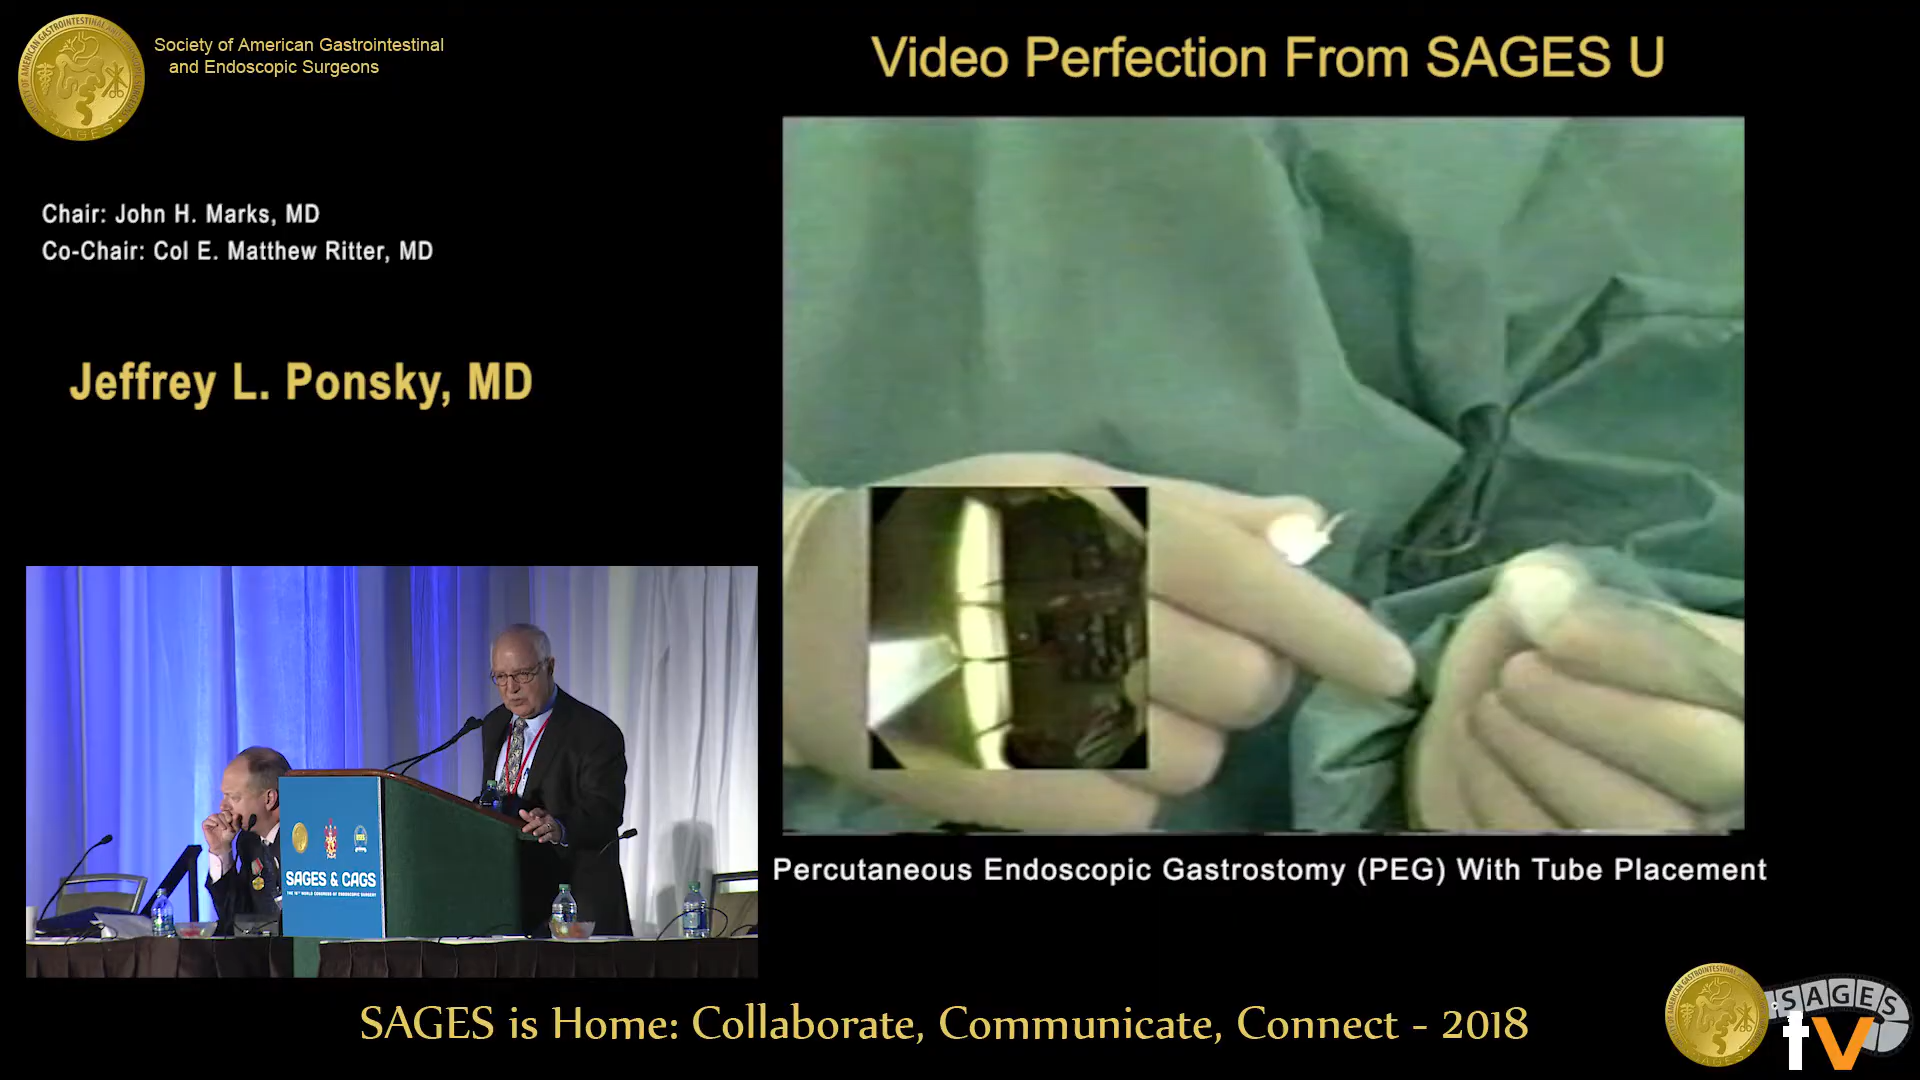 Society of American Gastrointestinal
and Endoscopic Surgeons
Video Perfection From SAGES U
Chair: John H. Marks, MD
Co-Chair: Col E. Matthew Ritter, MD
Jeffrey L. Ponsky, MD
SAGES & CAGS
Percutaneous Endoscopic Gastrostomy (PEG) With Tube Placement
SAGES is Home: Collaborate, Communicate, Connect - 2018
SAGES
tv